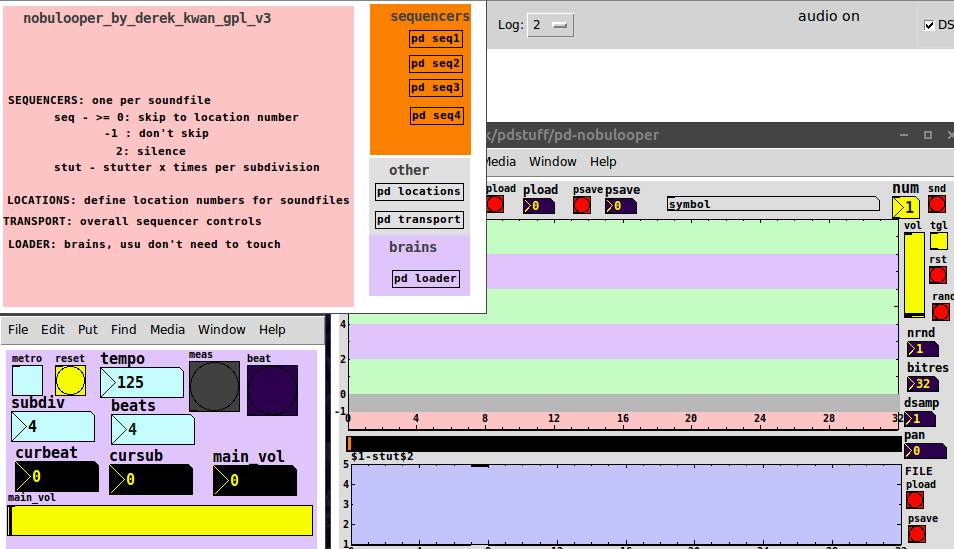 nobulooper_by_derek_kwan_gpl_v3
SEQUENCERS: one per soundfile
seq - >= 0: skip to location number
-1 : don't skip
2: silence
stut - stutter x times per subdivision
LOCATIONS: define location numbers for soundfiles
TRANSPORT: overall sequencer controls
LOADER: brains, usu don't need to touch
sequencers
pd seq1
pd seq2
pd seq3
pd seq4
other
pd locations
pd transport
brains
pd loader
Log: 2
audio on
DS
k/pdstuff/pd-nobulooper
Media Window Help
pload pload psave psave
0 0
symbol
num snd
1
vol tgl
rst
rand
nrnd
1
bitres
32
dsamp
1
pan
0
FILE
pload
psave
4
2
0
-1
0 4 8 12 16 20 24 28 32
$1-stut$2
5
4
3
2
1
File Edit Put Find Media Window Help
metro reset tempo meas beat
125
subdiv beats
4 4
curbeat cursub main_vol
0 0 0
main_vol